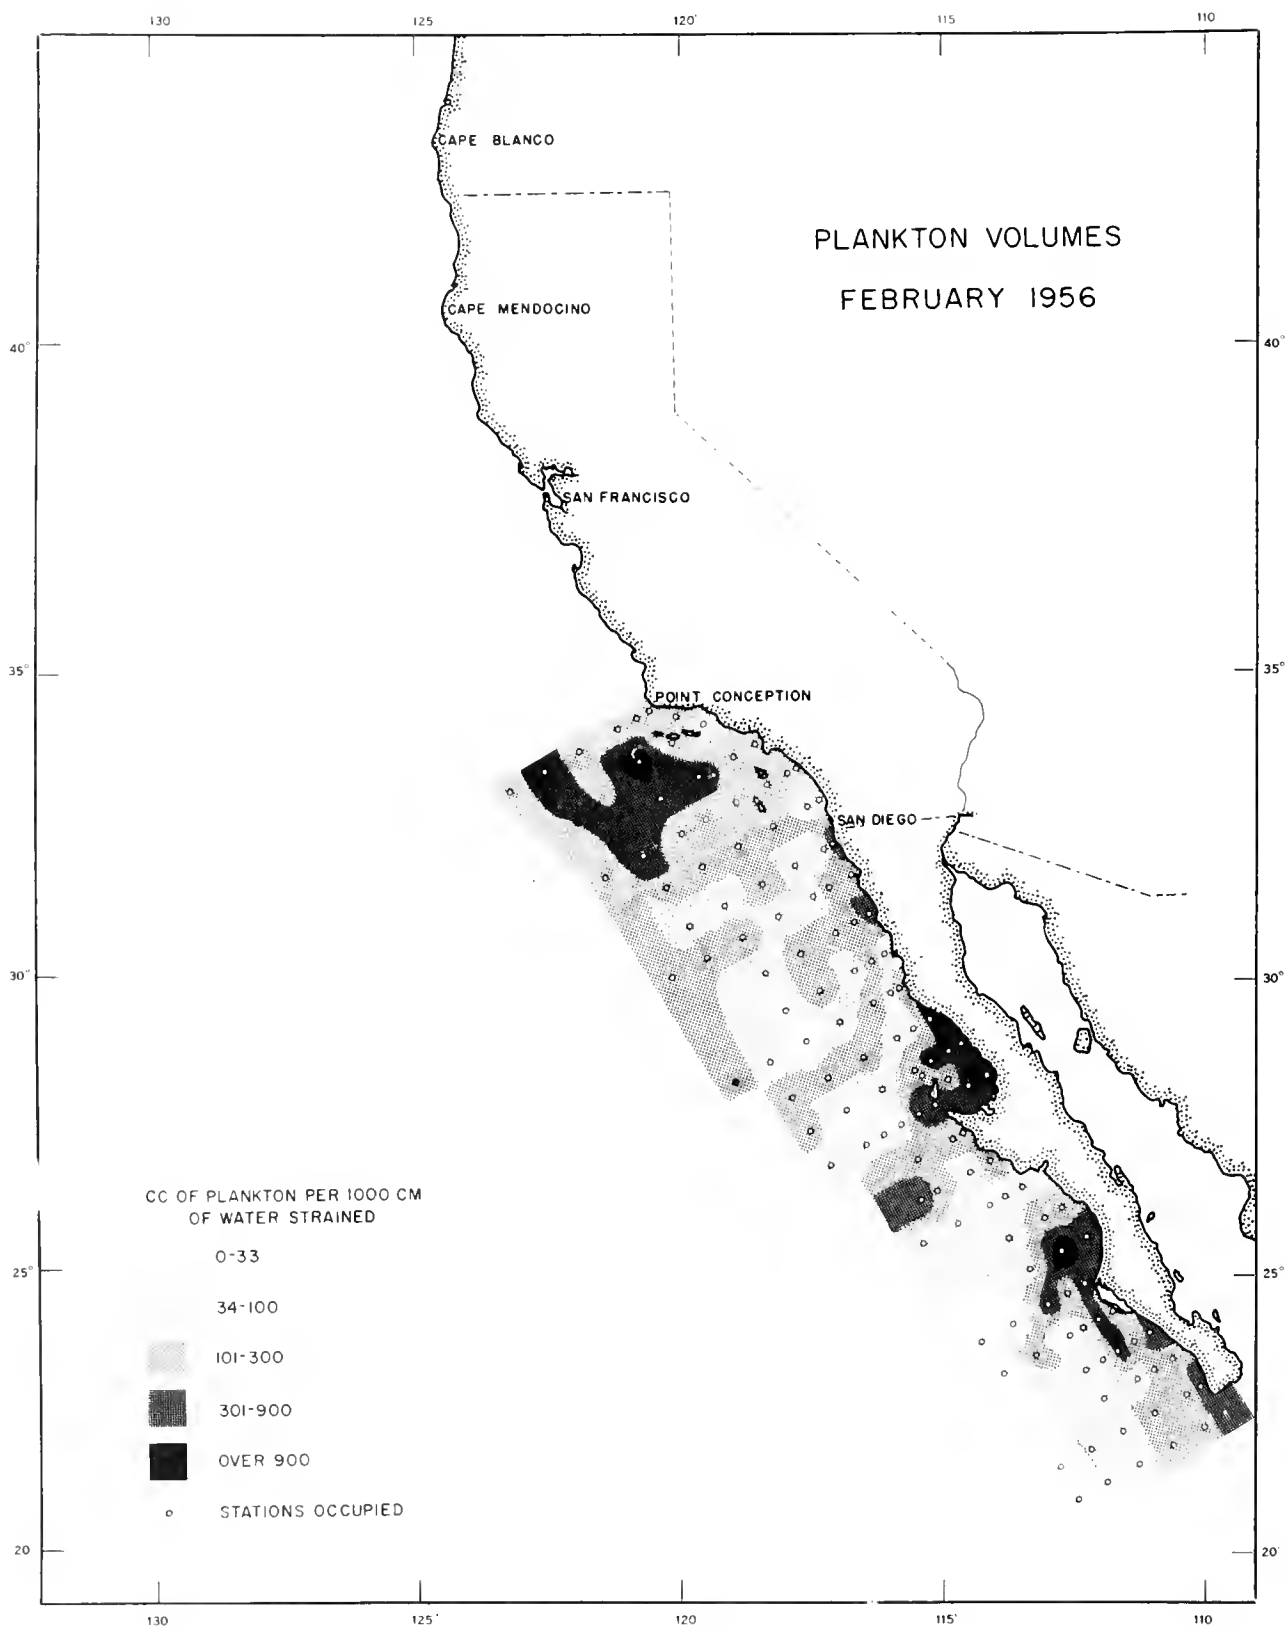 130 125 120° 115 110
CAPE BLANCO
PLANKTON VOLUMES
FEBRUARY 1956
CAPE MENDOCINO
40° 40°
SAN FRANCISCO
35° 35°
POINT CONCEPTION
SAN DIEGO
30° 30°
CC OF PLANKTON PER 1000 CM
OF WATER STRAINED
0-33
25° 25°
34-100
101-300
301-900
OVER 900
STATIONS OCCUPIED
20 20°
130 125° 120 115° 110